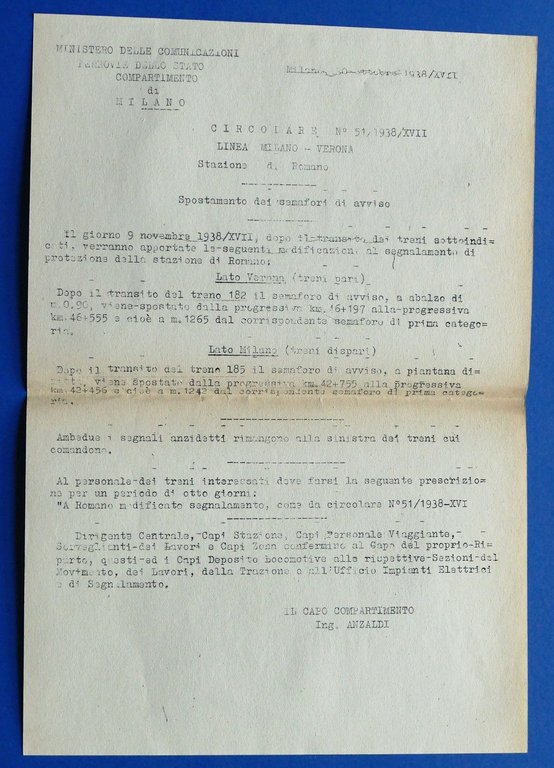 MINISTERO DELLE COMUNICAZIONI
FERROVIE DELLO STATO
COMPARTIMENTO
di
MILANO
Milano, 30 ottobre 1938/XVII
CIRCOLARE N° 51/1938/XVII
LINEA MILANO - VERONA
Stazione di Romano
Spostamento dei semafori di avviso
Il giorno 9 novembre 1938/XVII, dopo il transito dei treni sottoindi-
cati, verranno apportate le seguenti modificazioni al segnalamento di
protezione della stazione di Romano:
Lato Verona (treni pari)
Dopo il transito del treno 182 il semaforo di avviso, a sbalzo di
m.0.90, viene spostato dalla progressiva km. 46+197 alla progressiva
km.46+555 e cioè a m.1265 dal corrispondente semaforo di prima catego-
ria.
Lato Milano (treni dispari)
Dopo il transito del treno 185 il semaforo di avviso, a piantana di-
ritta, viene spostato dalla progressiva km.42+755 alla progressiva
km.42+456 e cioè a m.1242 dal corrispondente semaforo di prima catego-
ria.
Ambedue i segnali anzidetti rimangono alla sinistra dei treni cui
comandono.
Al personale dei treni interessati deve farsi la seguente prescrizio-
ne per un periodo di otto giorni:
"A Romano modificato segnalamento, come da circolare N°51/1938-XVI
Dirigente Centrale, Capi Stazione, Capi Personale Viaggiante,
Sorveglianti dei Lavori e Capi Zona confermino al Capo del proprio Ri-
parto, questi ed i Capi Deposito Locomotive alle rispettive Sezioni del
Movimento, dei Lavori, della Trazione e all'Ufficio Impianti Elettrici
e di Segnalamento.
IL CAPO COMPARTIMENTO
Ing. ANZALDI